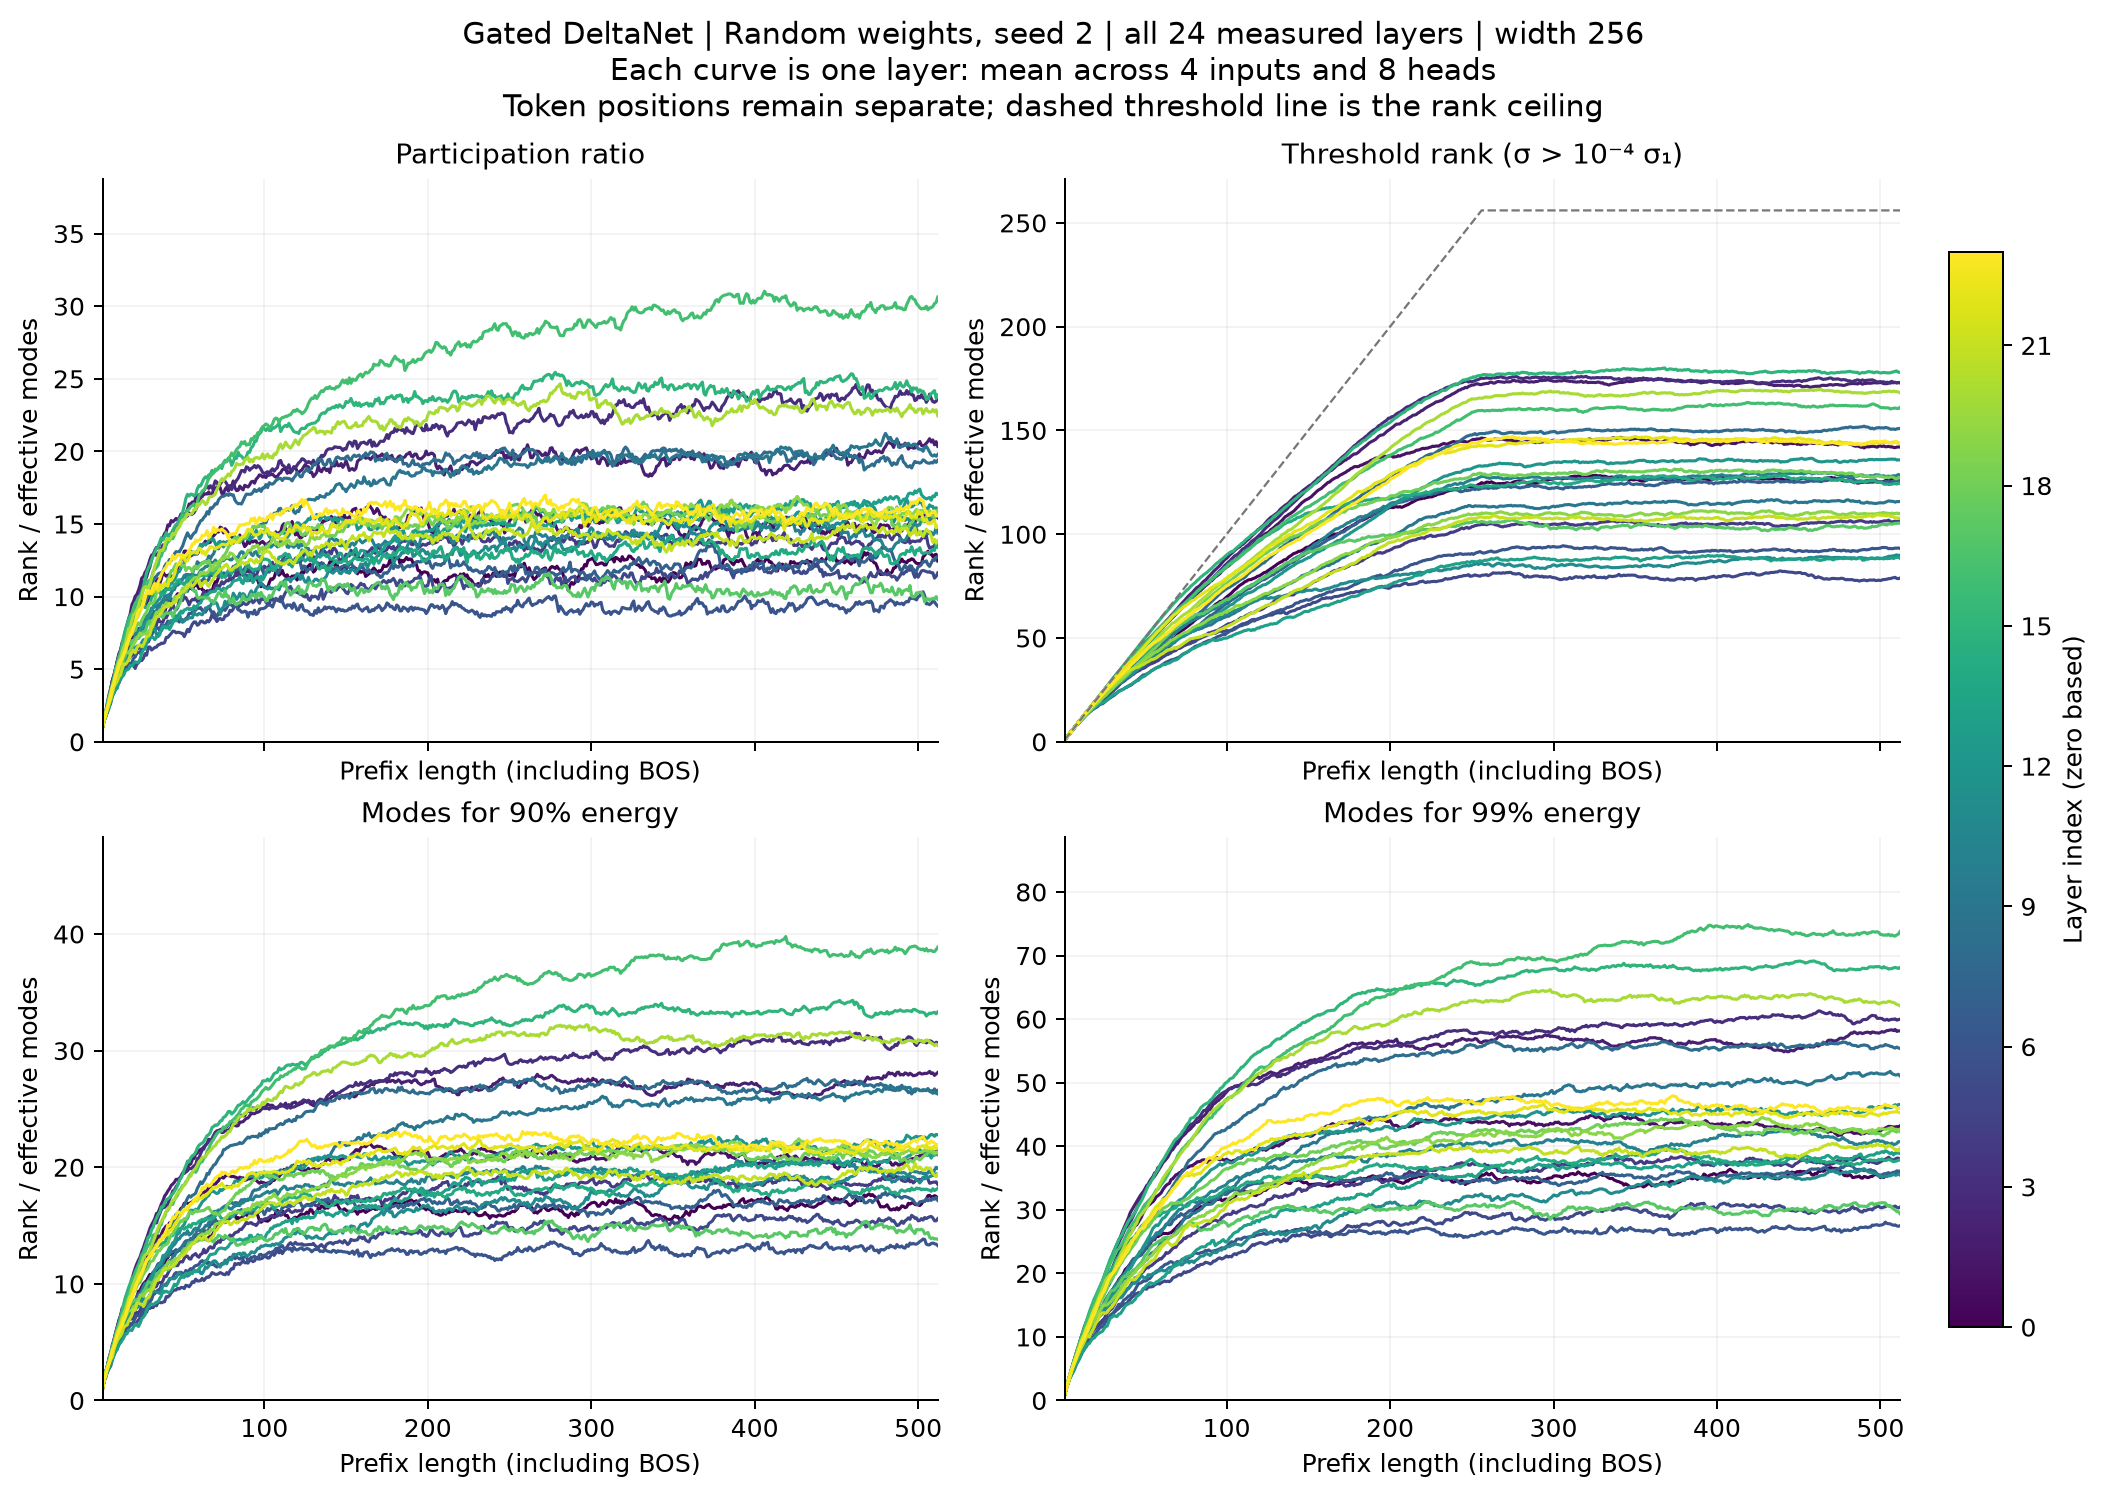 Gated DeltaNet | Random weights, seed 2 | all 24 measured layers | width 256
Each curve is one layer: mean across 4 inputs and 8 heads
Token positions remain separate; dashed threshold line is the rank ceiling
Participation ratio
Rank / effective modes
35
30
25
20
15
10
5
0
Prefix length (including BOS)
Threshold rank (σ > 10⁻⁴ σ₁)
Rank / effective modes
250
200
150
100
50
0
Prefix length (including BOS)
Modes for 90% energy
Rank / effective modes
40
30
20
10
0
100 200 300 400 500
Prefix length (including BOS)
Modes for 99% energy
Rank / effective modes
80
70
60
50
40
30
20
10
0
100 200 300 400 500
Prefix length (including BOS)
21
18
15
12
9
6
3
0
Layer index (zero based)